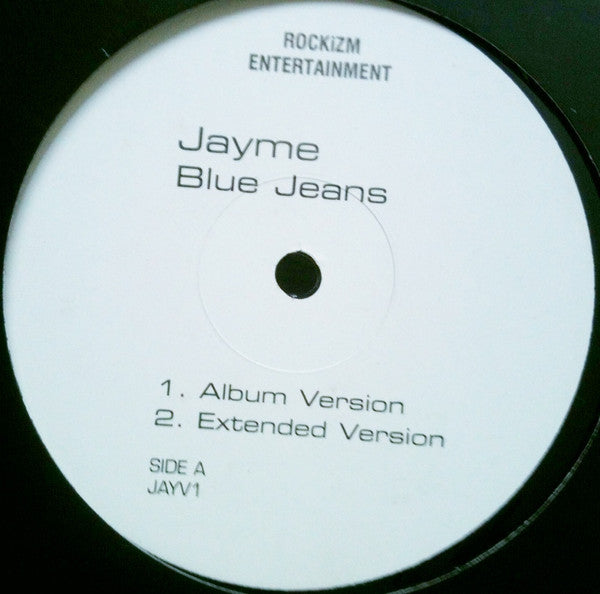 ROCKiZM
ENTERTAINMENT
Jayme
Blue Jeans
1. Album Version
2. Extended Version
SIDE A
JAYV1